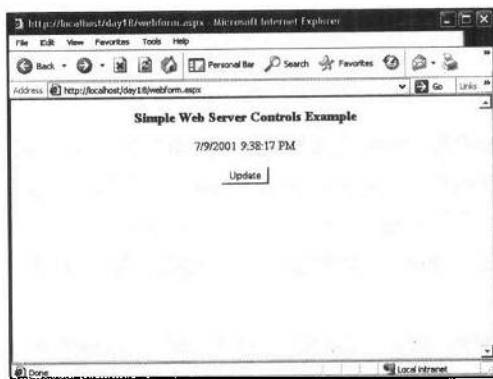 http://localhost/day18/webform.aspx - Microsoft Internet Explorer
File Edit View Favorites Tools Help
Back Personal Bar Search Favorites
Address http://localhost/day18/webform.aspx Go Links »
Simple Web Server Controls Example
7/9/2001 9:38:17 PM
Update
Done Local intranet